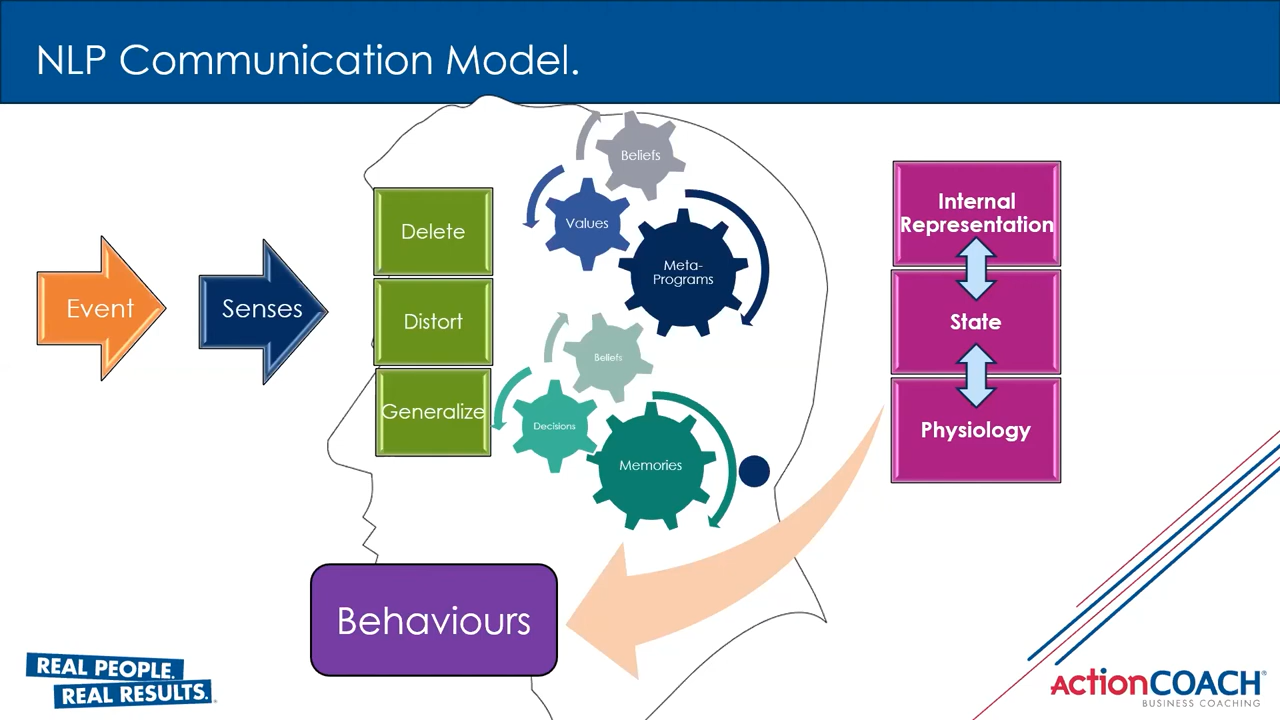 NLP Communication Model.
Event
Senses
Delete
Distort
Generalize
Beliefs
Values
Meta-
Programs
Beliefs
Decisions
Memories
Internal
Representation
State
Physiology
Behaviours
REAL PEOPLE.
REAL RESULTS.
ActionCOACH®
BUSINESS COACHING